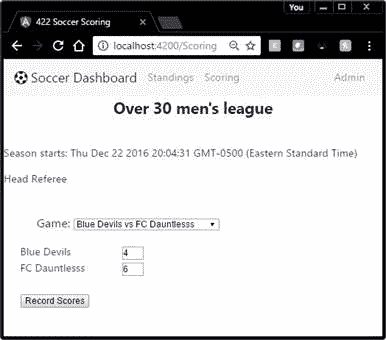 You
422 Soccer Scoring
localhost:4200/Scoring
Soccer Dashboard Standings Scoring Admin
Over 30 men's league
Season starts: Thu Dec 22 2016 20:04:31 GMT-0500 (Eastern Standard Time)
Head Referee
Game: Blue Devils vs FC Dauntlesss
Blue Devils 4
FC Dauntlesss 6
Record Scores